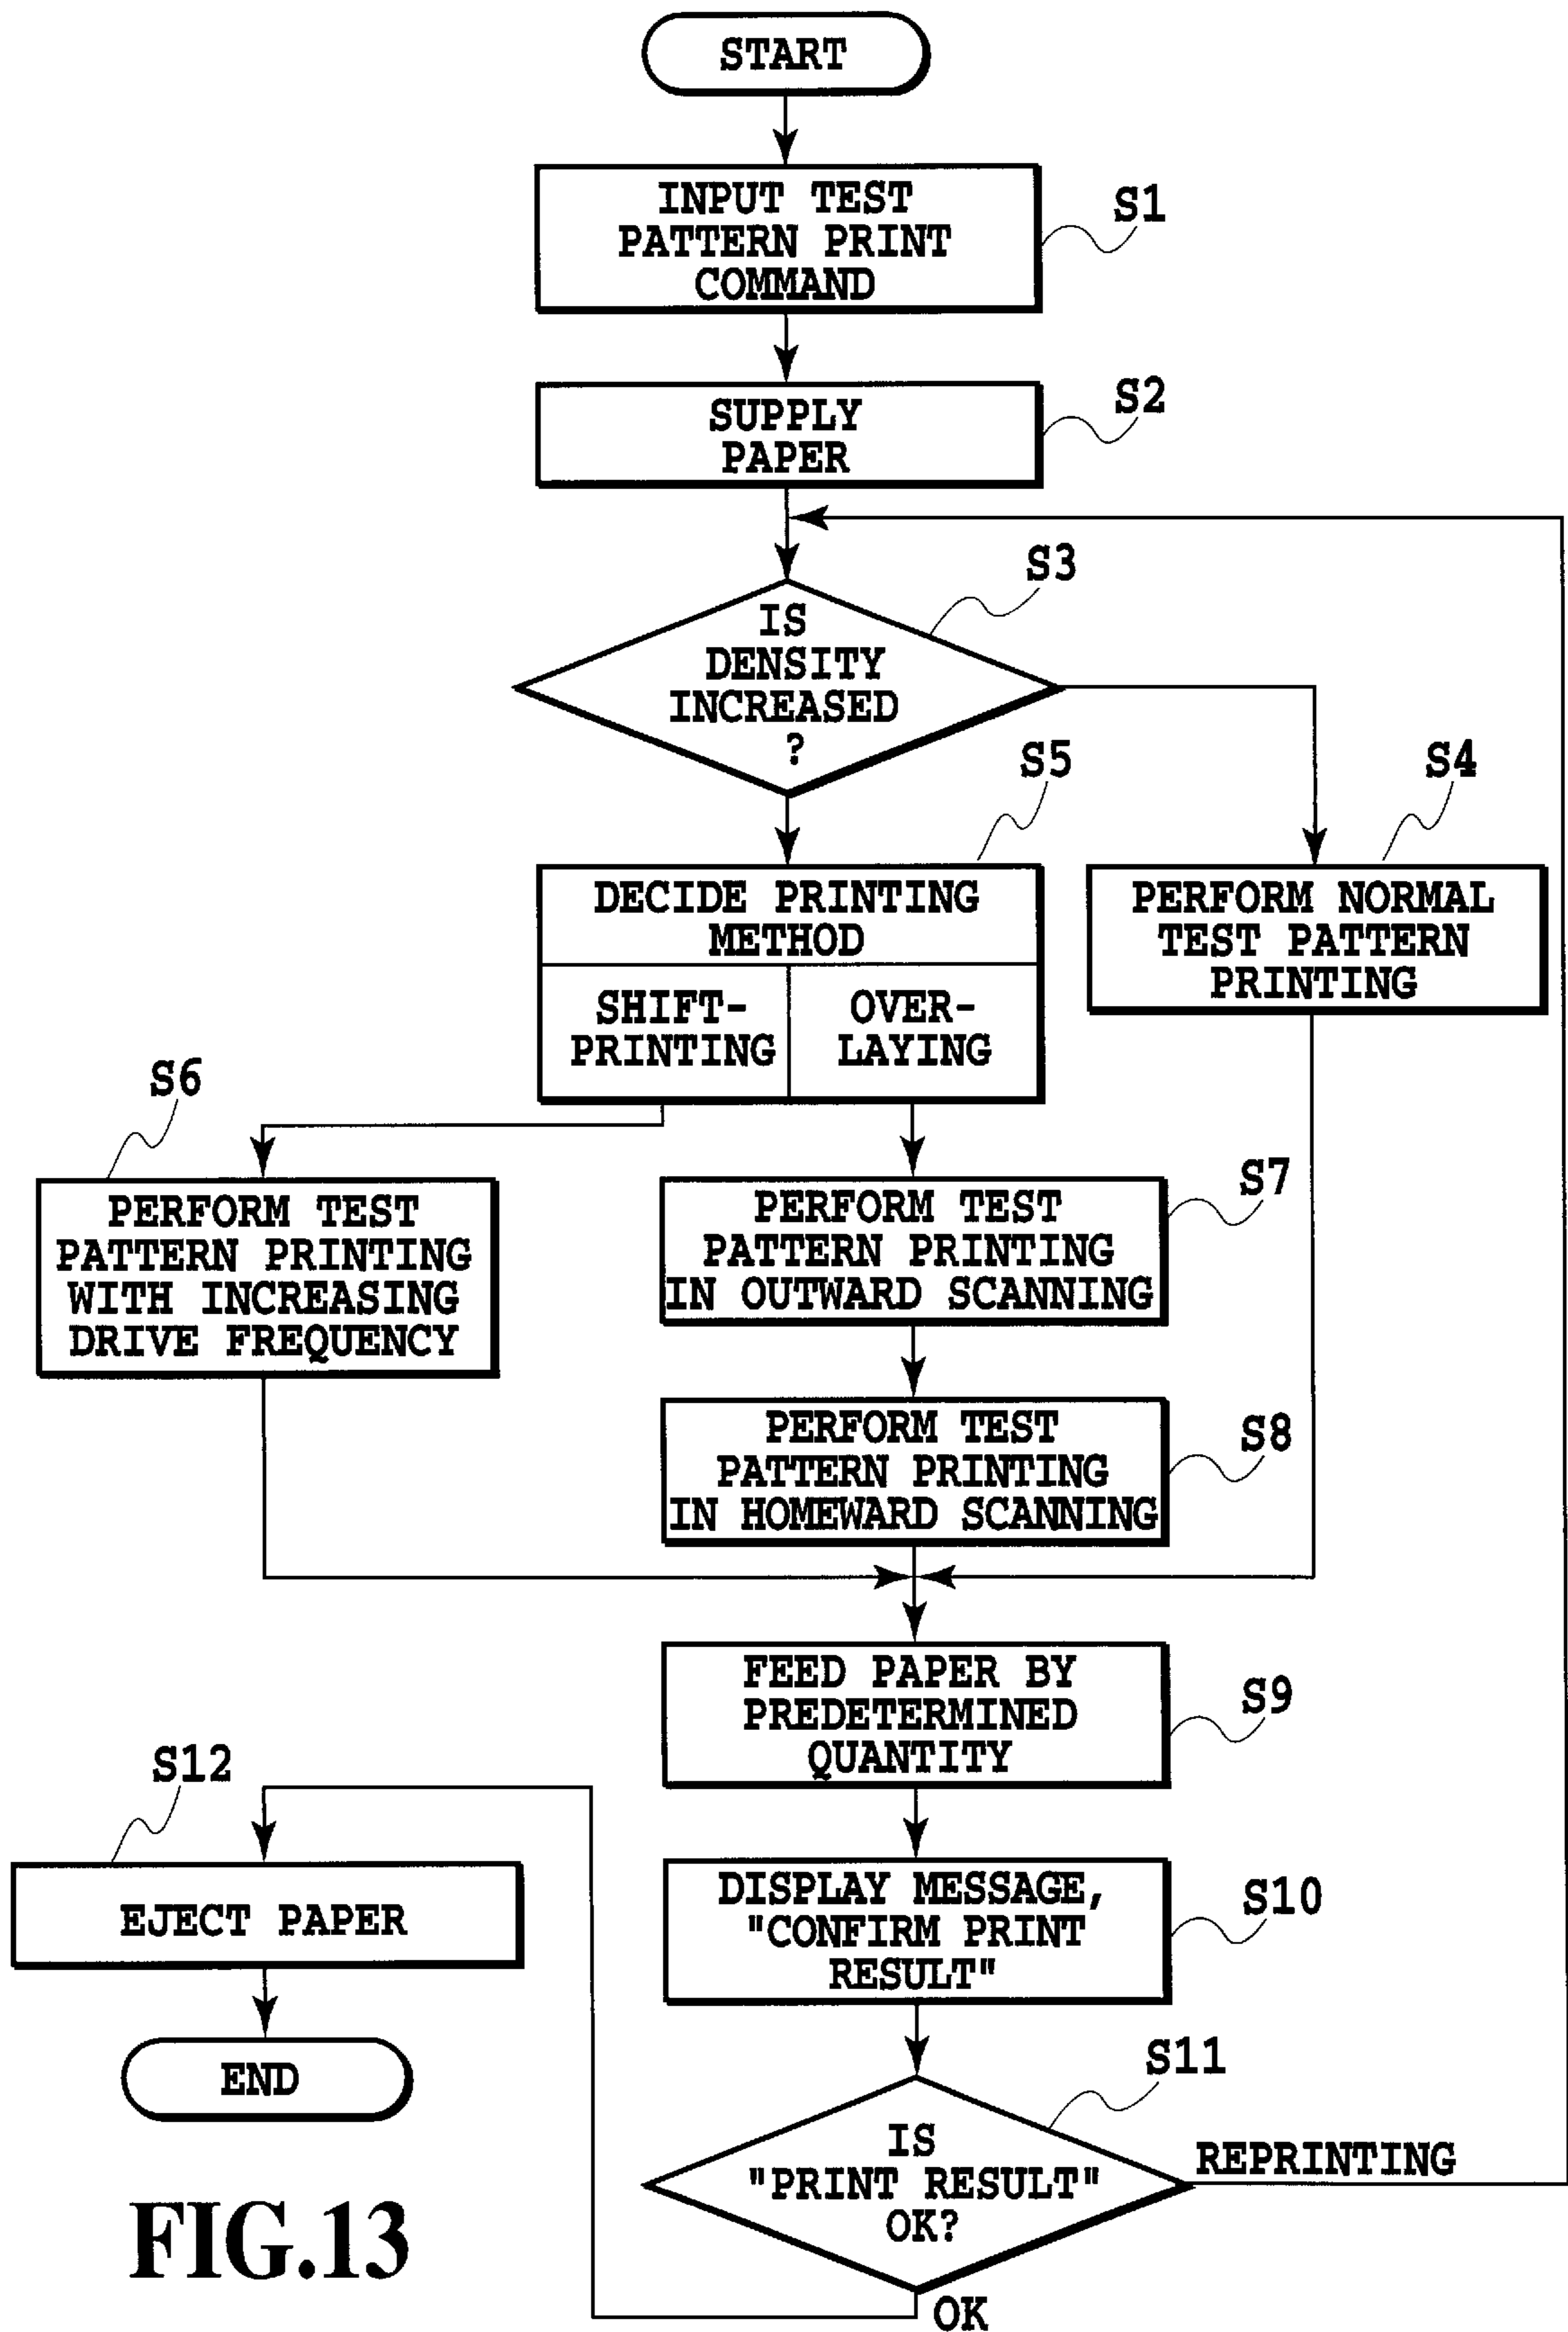 START
INPUT TEST
PATTERN PRINT
COMMAND
S1
SUPPLY
PAPER
S2
IS
DENSITY
INCREASED
?
S3
S5
S4
DECIDE PRINTING
METHOD
SHIFT-
PRINTING
OVER-
LAYING
PERFORM NORMAL
TEST PATTERN
PRINTING
S6
PERFORM TEST
PATTERN PRINTING
WITH INCREASING
DRIVE FREQUENCY
PERFORM TEST
PATTERN PRINTING
IN OUTWARD SCANNING
S7
PERFORM TEST
PATTERN PRINTING
IN HOMEWARD SCANNING
S8
FEED PAPER BY
PREDETERMINED
QUANTITY
S9
S12
EJECT PAPER
DISPLAY MESSAGE,
"CONFIRM PRINT
RESULT"
S10
END
S11
IS
"PRINT RESULT"
OK?
REPRINTING
OK
FIG.13